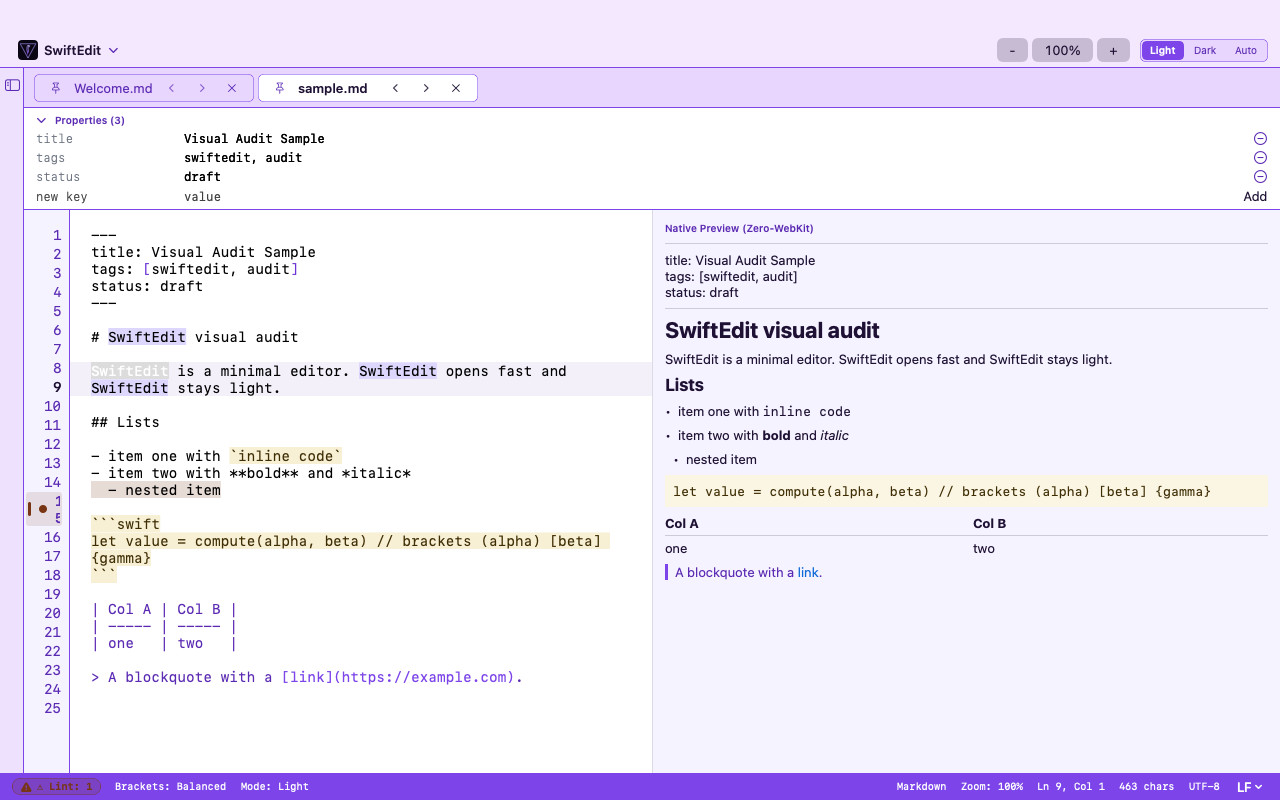 SwiftEdit
- 100% + Light Dark Auto
Welcome.md sample.md
Properties (3)
title Visual Audit Sample
tags swiftedit, audit
status draft
new key value Add
1
2
3
4
5
6
7
8
9
10
11
12
13
14
1
5
16
17
18
19
20
21
22
23
24
25
---
title: Visual Audit Sample
tags: [swiftedit, audit]
status: draft
---
# SwiftEdit visual audit
SwiftEdit is a minimal editor. SwiftEdit opens fast and
SwiftEdit stays light.
## Lists
- item one with `inline code`
- item two with **bold** and *italic*
- nested item
```swift
let value = compute(alpha, beta) // brackets (alpha) [beta]
{gamma}
```
| Col A | Col B |
| ----- | ----- |
| one | two |
> A blockquote with a [link](https://example.com).
Native Preview (Zero-WebKit)
title: Visual Audit Sample
tags: [swiftedit, audit]
status: draft
SwiftEdit visual audit
SwiftEdit is a minimal editor. SwiftEdit opens fast and SwiftEdit stays light.
Lists
• item one with inline code
• item two with bold and italic
• nested item
let value = compute(alpha, beta) // brackets (alpha) [beta] {gamma}
Col A Col B
one two
A blockquote with a link.
⚠ Lint: 1 Brackets: Balanced Mode: Light Markdown Zoom: 100% Ln 9, Col 1 463 chars UTF-8 LF